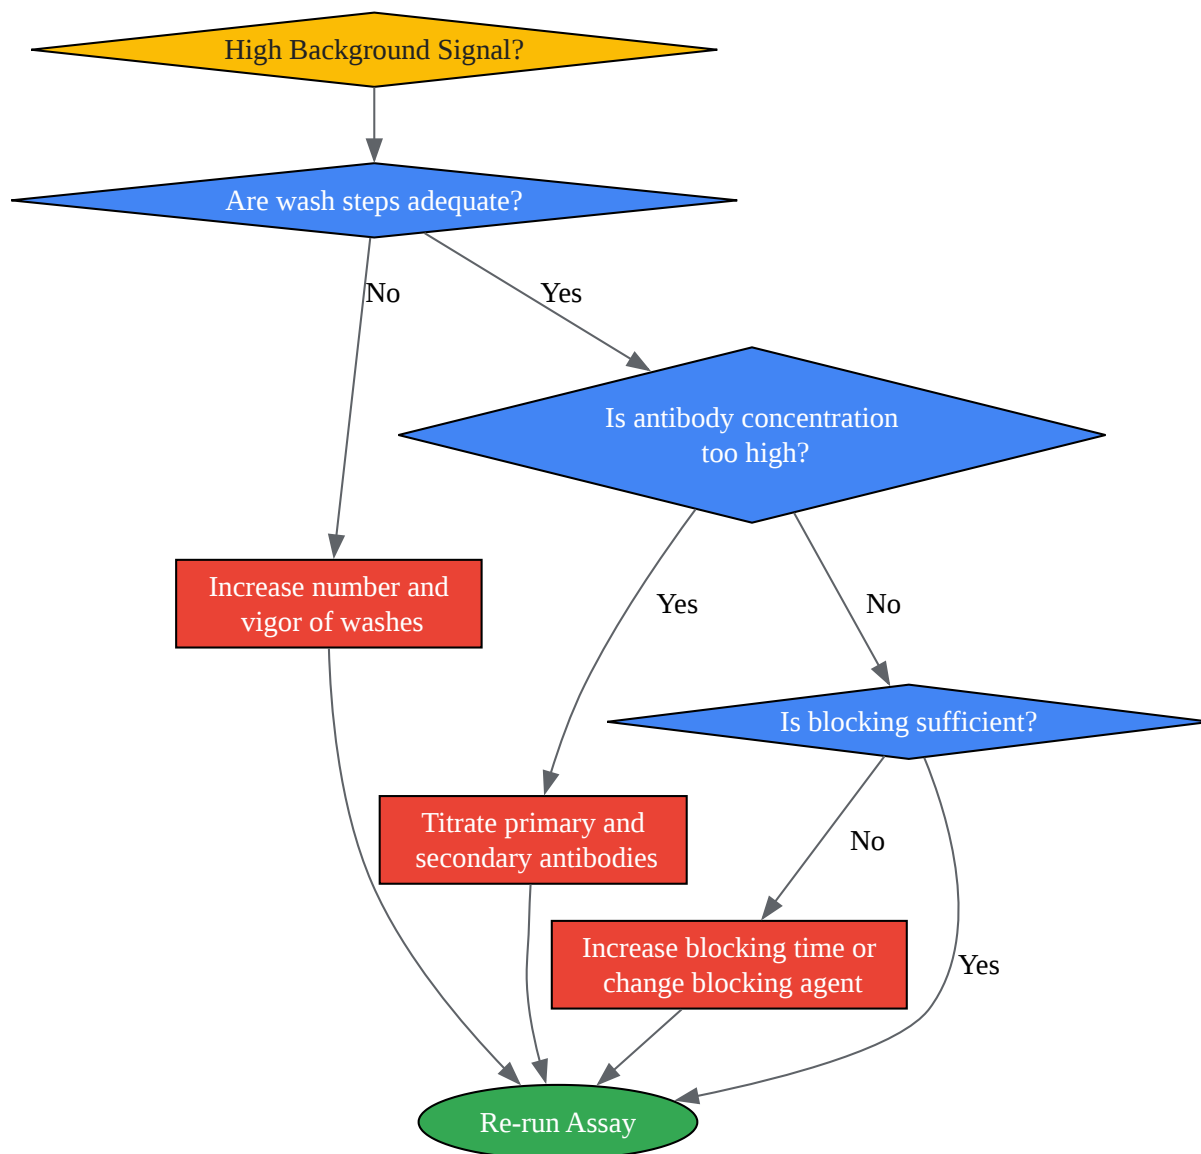 High Background Signal?
Are wash steps adequate?
No
Yes
Is antibody concentration
too high?
Increase number and
vigor of washes
Yes
No
Is blocking sufficient?
Titrate primary and
secondary antibodies
No
Increase blocking time or
change blocking agent
Yes
Re-run Assay